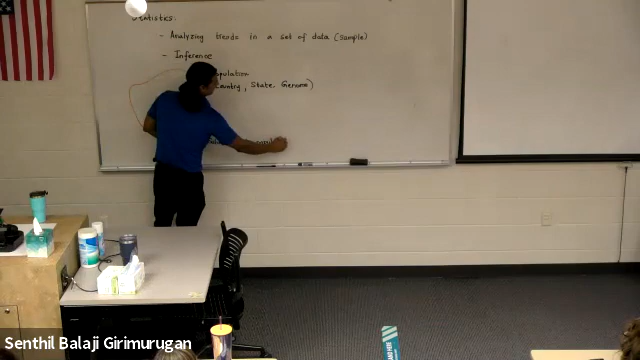 Statistics:
- Analyzing trends in a set of data (sample)
- Inference
Population
(Country, State, Genome)
Senthil Balaji Girimurugan